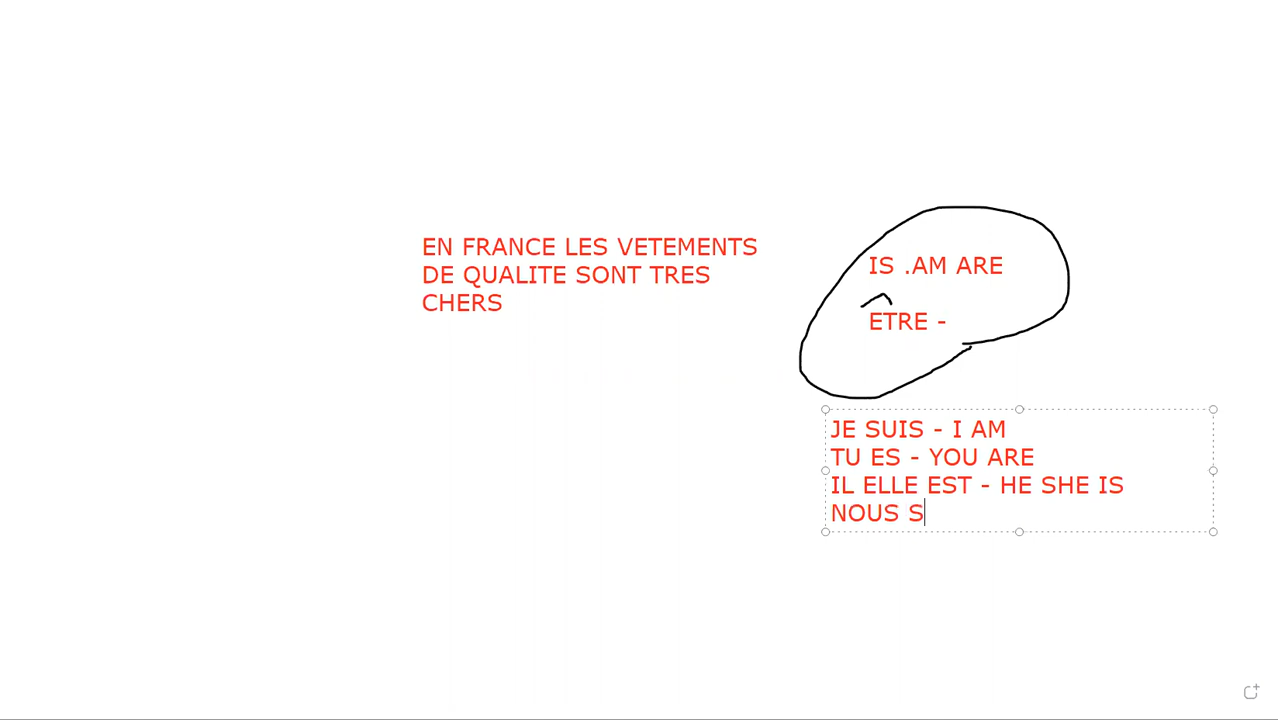 EN FRANCE LES VETEMENTS
DE QUALITE SONT TRES
CHERS
IS .AM ARE
ETRE -
JE SUIS - I AM
TU ES - YOU ARE
IL ELLE EST - HE SHE IS
NOUS S